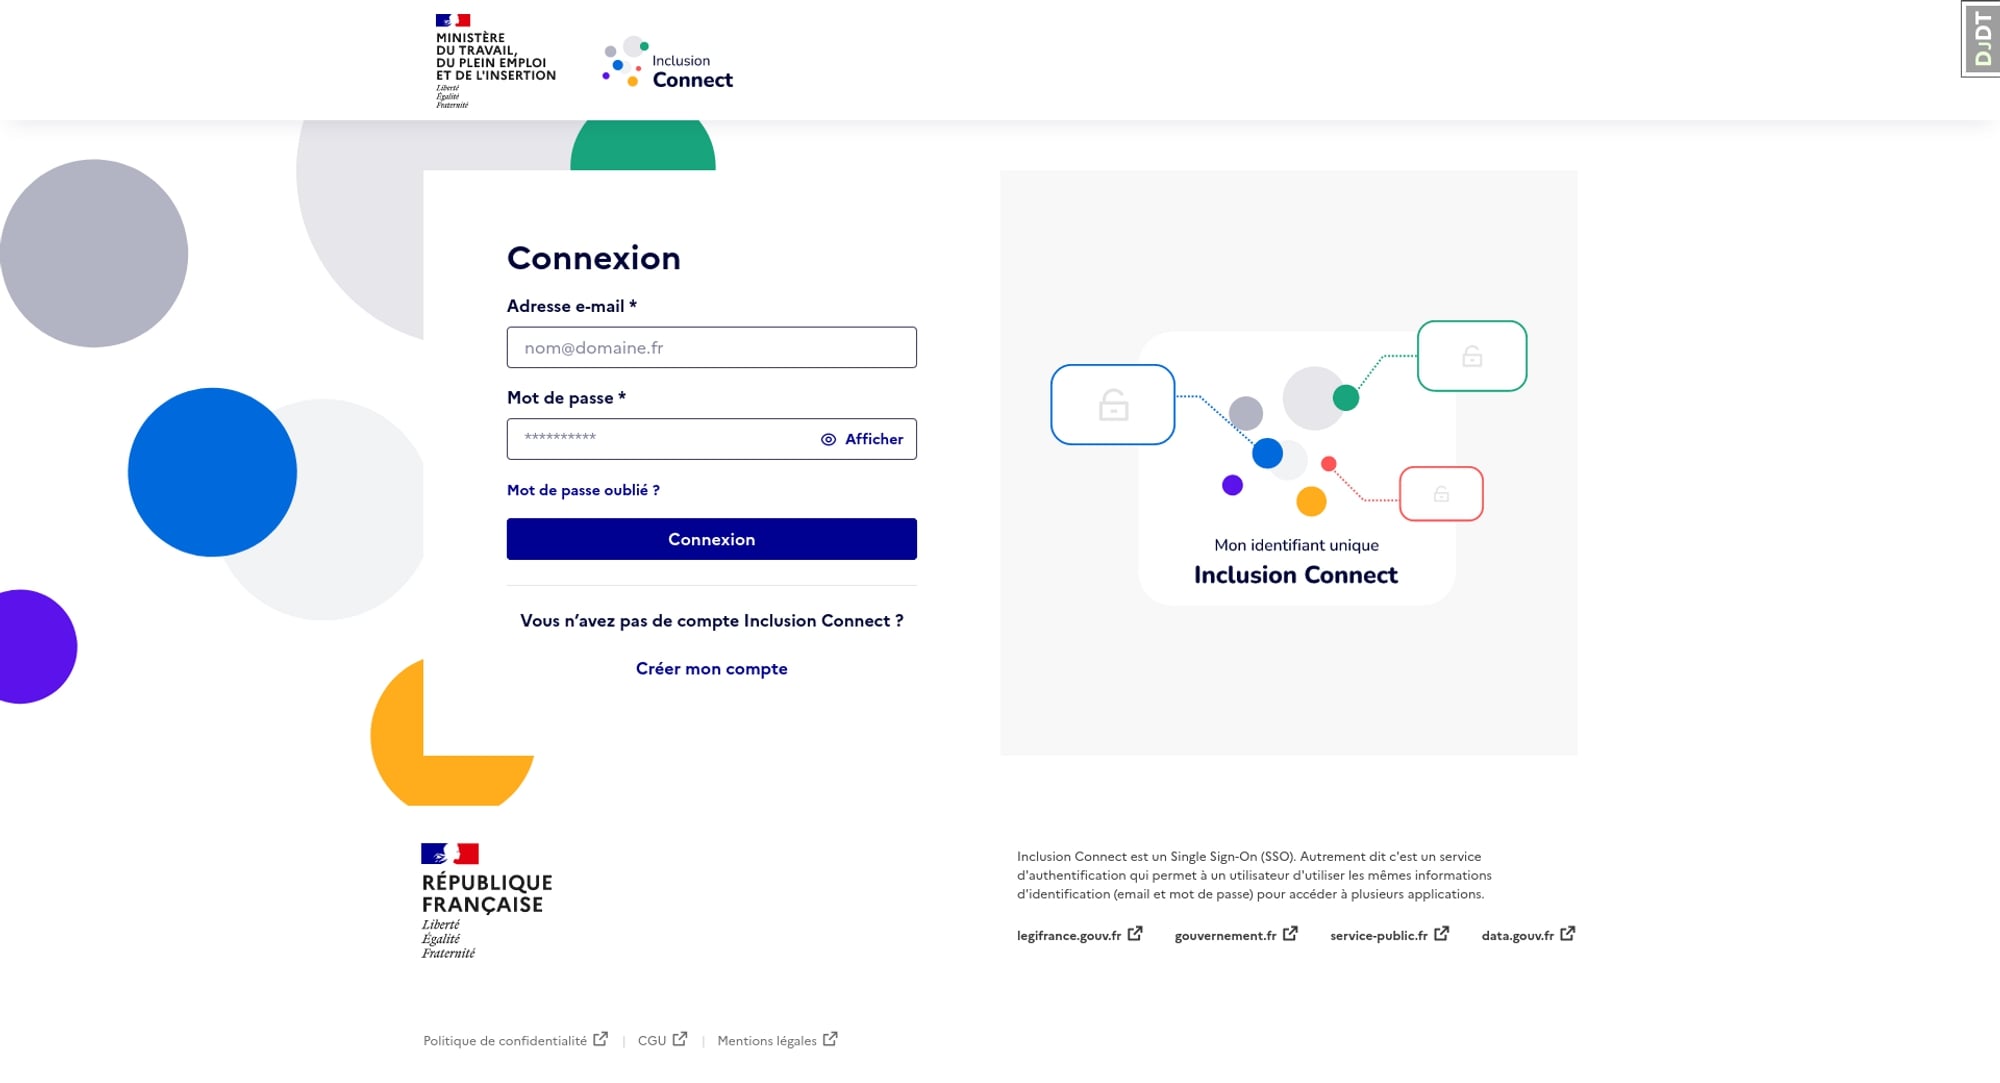 MINISTÈRE
DU TRAVAIL,
DU PLEIN EMPLOI
ET DE L'INSERTION
Liberté
Égalité
Fraternité
Inclusion
Connect
DJDT
Connexion
Adresse e-mail *
nom@domaine.fr
Mot de passe *
**********
Afficher
Mot de passe oublié ?
Connexion
Vous n’avez pas de compte Inclusion Connect ?
Créer mon compte
Mon identifiant unique
Inclusion Connect
RÉPUBLIQUE
FRANÇAISE
Liberté
Égalité
Fraternité
Inclusion Connect est un Single Sign-On (SSO). Autrement dit c'est un service
d'authentification qui permet à un utilisateur d'utiliser les mêmes informations
d'identification (email et mot de passe) pour accéder à plusieurs applications.
legifrance.gouv.fr gouvernement.fr service-public.fr data.gouv.fr
Politique de confidentialité | CGU | Mentions légales